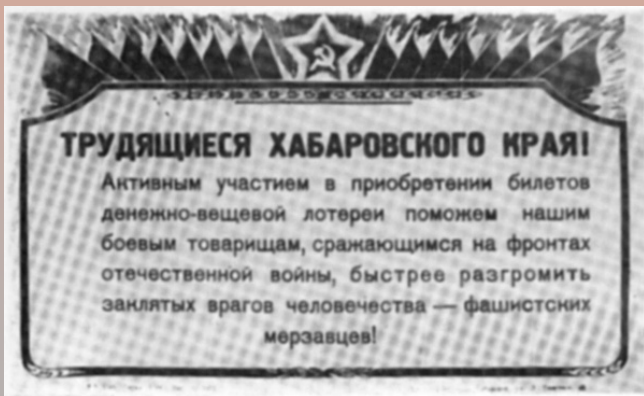 ТРУДЯЩИЕСЯ ХАБАРОВСКОГО КРАЯ!
Активным участием в приобретении билетов
денежно-вещевой лотереи поможем нашим
боевым товарищам, сражающимся на фронтах
отечественной войны, быстрее разгромить
заклятых врагов человечества — фашистских
мерзавцев!